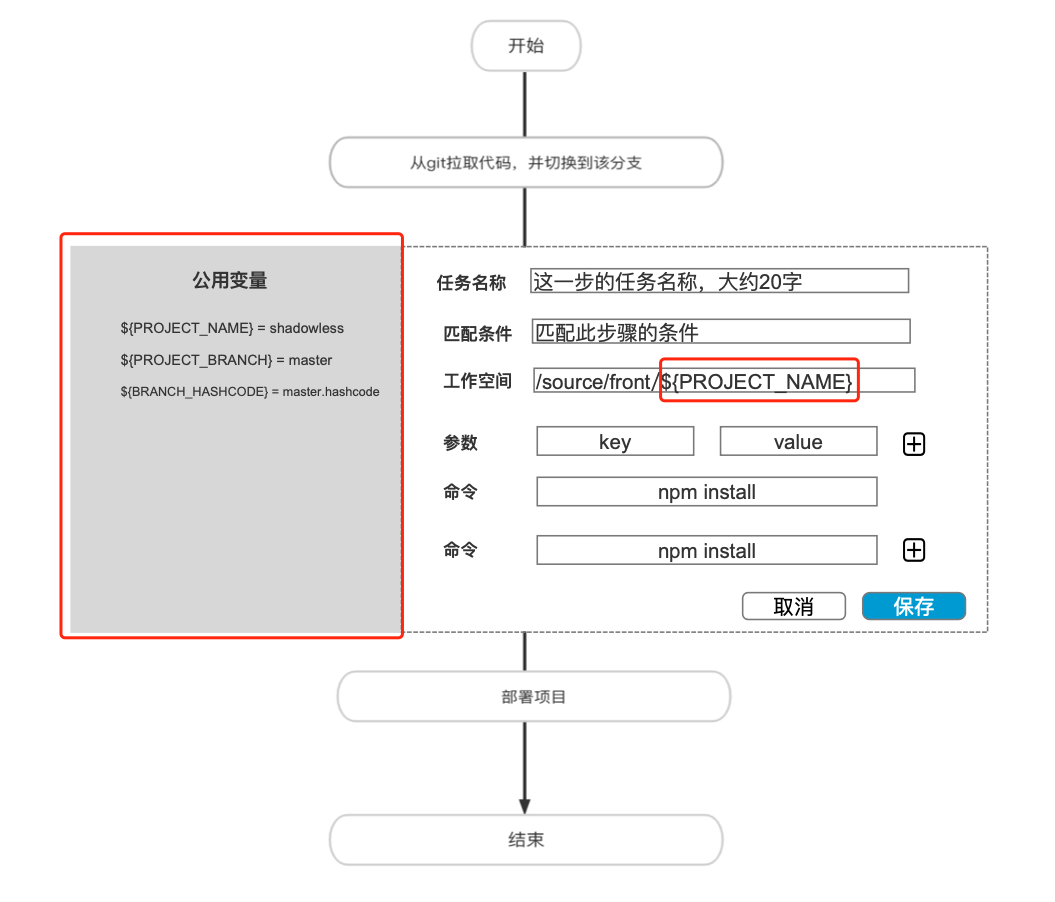 开始
从git拉取代码，并切换到该分支
公用变量
${PROJECT_NAME} = shadowless
${PROJECT_BRANCH} = master
${BRANCH_HASHCODE} = master.hashcode
任务名称 这一步的任务名称，大约20字
匹配条件 匹配此步骤的条件
工作空间 /source/front/${PROJECT_NAME}
参数 key value
命令 npm install
命令 npm install
取消 保存
部署项目
结束